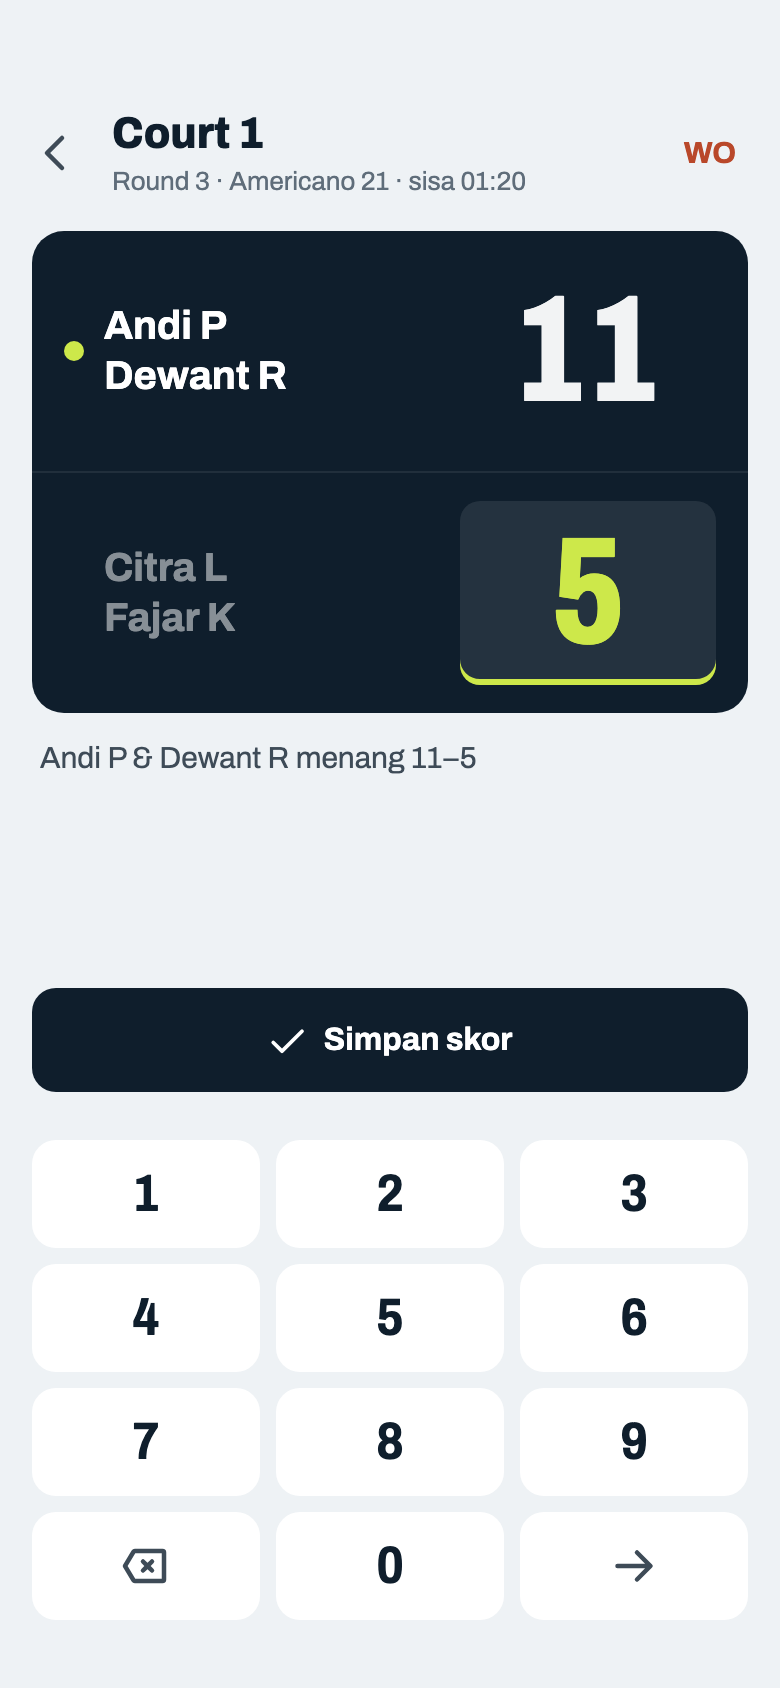 Court 1
Round 3 · Americano 21 · sisa 01:20
WO
Andi P
Dewant R
11
Citra L
Fajar K
5
Andi P & Dewant R menang 11–5
Simpan skor
1 2 3
4 5 6
7 8 9
0